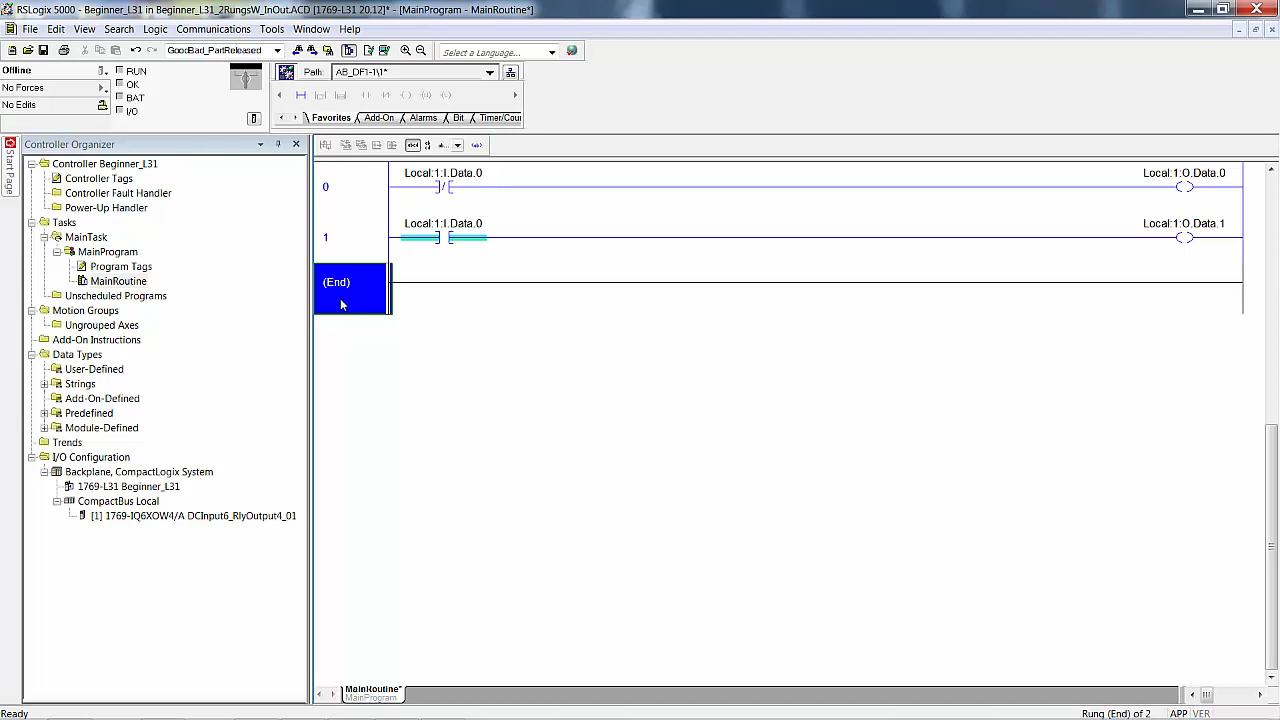 RSLogix 5000 - Beginner_L31 in Beginner_L31_2RungsW_InOut.ACD [1769-L31 20.12]* - [MainProgram - MainRoutine*]
File Edit View Search Logic Communications Tools Window Help
GoodBad_PartReleased
Select a Language...
Offline
RUN
No Forces
OK
No Edits
BAT
I/O
Path: AB_DF1-1\1*
Favorites Add-On Alarms Bit Timer/Cou
Start Page
Controller Organizer
Controller Beginner_L31
Controller Tags
Controller Fault Handler
Power-Up Handler
Tasks
MainTask
MainProgram
Program Tags
MainRoutine
Unscheduled Programs
Motion Groups
Ungrouped Axes
Add-On Instructions
Data Types
User-Defined
Strings
Add-On-Defined
Predefined
Module-Defined
Trends
I/O Configuration
Backplane, CompactLogix System
1769-L31 Beginner_L31
CompactBus Local
[1] 1769-IQ6XOW4/A DCInput6_RlyOutput4_01
Local:1:I.Data.0
Local:1:O.Data.0
0
Local:1:I.Data.0
Local:1:O.Data.1
1
(End)
MainRoutine*
MainProgram
Ready
Rung (End) of 2
APP
VER